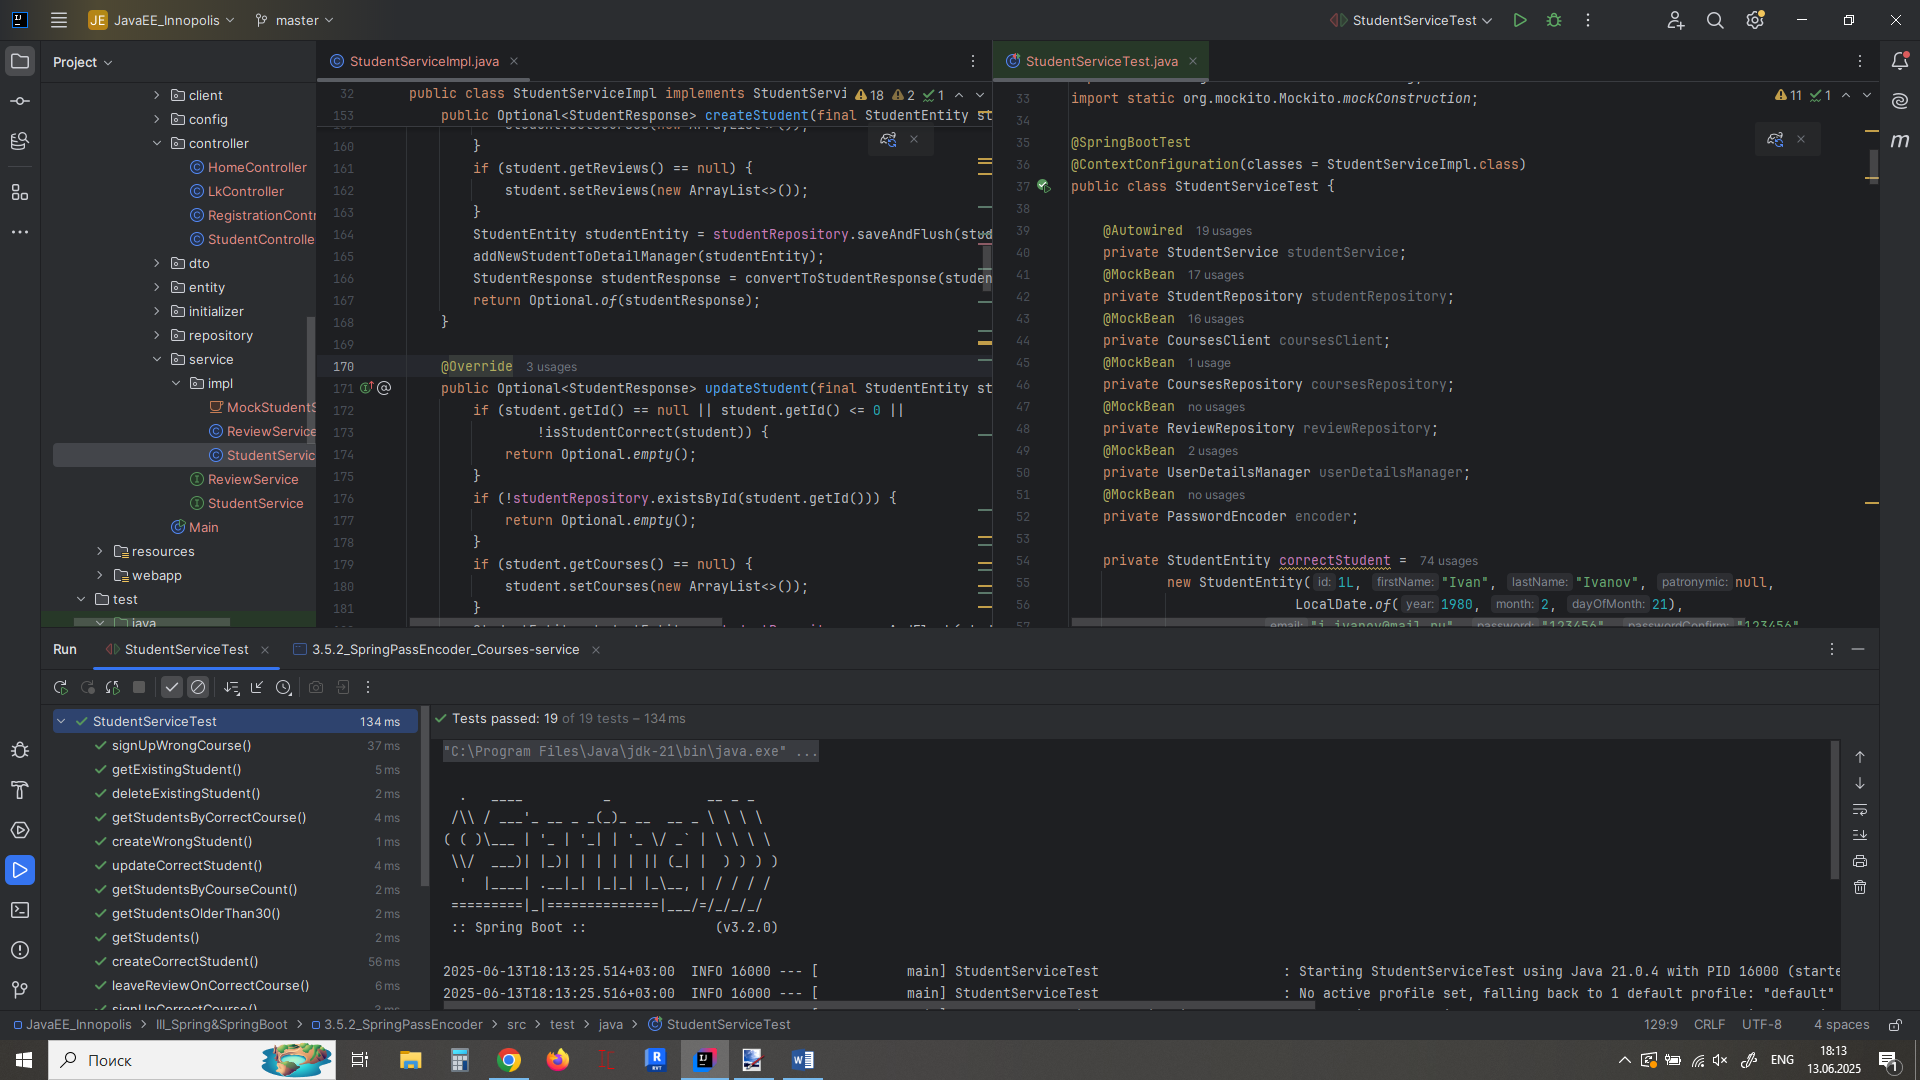 JE JavaEE_Innopolis master StudentServiceTest
Project
client
config
controller
HomeController
LkController
RegistrationContr
StudentControlle
dto
entity
initializer
repository
service
impl
MockStudentS
ReviewService
StudentServic
ReviewService
StudentService
Main
resources
webapp
test
java
StudentServiceImpl.java
18 2 1
32 public class StudentServiceImpl implements StudentServi
153 public Optional<StudentResponse> createStudent(final StudentEntity st
160 }
161 if (student.getReviews() == null) {
162 student.setReviews(new ArrayList<>());
163 }
164 StudentEntity studentEntity = studentRepository.saveAndFlush(stud
165 addNewStudentToDetailManager(studentEntity);
166 StudentResponse studentResponse = convertToStudentResponse(studen
167 return Optional.of(studentResponse);
168 }
169
170 @Override 3 usages
171 public Optional<StudentResponse> updateStudent(final StudentEntity st
172 if (student.getId() == null || student.getId() <= 0 ||
173 !isStudentCorrect(student)) {
174 return Optional.empty();
175 }
176 if (!studentRepository.existsById(student.getId())) {
177 return Optional.empty();
178 }
179 if (student.getCourses() == null) {
180 student.setCourses(new ArrayList<>());
181 }
StudentServiceTest.java
11 1
33 import static org.mockito.Mockito.mockConstruction;
34
35 @SpringBootTest
36 @ContextConfiguration(classes = StudentServiceImpl.class)
37 public class StudentServiceTest {
38
39 @Autowired 19 usages
40 private StudentService studentService;
41 @MockBean 17 usages
42 private StudentRepository studentRepository;
43 @MockBean 16 usages
44 private CoursesClient coursesClient;
45 @MockBean 1 usage
46 private CoursesRepository coursesRepository;
47 @MockBean no usages
48 private ReviewRepository reviewRepository;
49 @MockBean 2 usages
50 private UserDetailsManager userDetailsManager;
51 @MockBean no usages
52 private PasswordEncoder encoder;
53
54 private StudentEntity correctStudent = 74 usages
55 new StudentEntity( id: 1L, firstName: "Ivan", lastName: "Ivanov", patronymic: null,
56 LocalDate.of( year: 1980, month: 2, dayOfMonth: 21),
57 email: "i.ivanov@mail.ru" password: "123456" passwordConfirm: "123456"
Run StudentServiceTest 3.5.2_SpringPassEncoder_Courses-service
StudentServiceTest 134 ms
signUpWrongCourse() 37 ms
getExistingStudent() 5 ms
deleteExistingStudent() 2 ms
getStudentsByCorrectCourse() 4 ms
createWrongStudent() 1 ms
updateCorrectStudent() 4 ms
getStudentsByCourseCount() 2 ms
getStudentsOlderThan30() 2 ms
getStudents() 2 ms
createCorrectStudent() 56 ms
leaveReviewOnCorrectCourse() 6 ms
signUpCorrectCourse() 3 ms
Tests passed: 19 of 19 tests – 134 ms
"C:\Program Files\Java\jdk-21\bin\java.exe" ...
  .   ____          _            __ _ _
 /\\ / ___'_ __ _ _(_)_ __  __ _ \ \ \ \
( ( )\___ | '_ | '_| | '_ \/ _` | \ \ \ \
 \\/  ___)| |_)| | | | | || (_| |  ) ) ) )
  '  |____| .__|_| |_|_| |_\__, | / / / /
 =========|_|==============|___/=/_/_/_/
 :: Spring Boot ::                (v3.2.0)
2025-06-13T18:13:25.514+03:00  INFO 16000 --- [           main] StudentServiceTest                       : Starting StudentServiceTest using Java 21.0.4 with PID 16000 (starte
2025-06-13T18:13:25.516+03:00  INFO 16000 --- [           main] StudentServiceTest                       : No active profile set, falling back to 1 default profile: "default"
JavaEE_Innopolis > III_Spring&SpringBoot > 3.5.2_SpringPassEncoder > src > test > java > StudentServiceTest 129:9 CRLF UTF-8 4 spaces
Поиск
ENG
18:13
13.06.2025
1